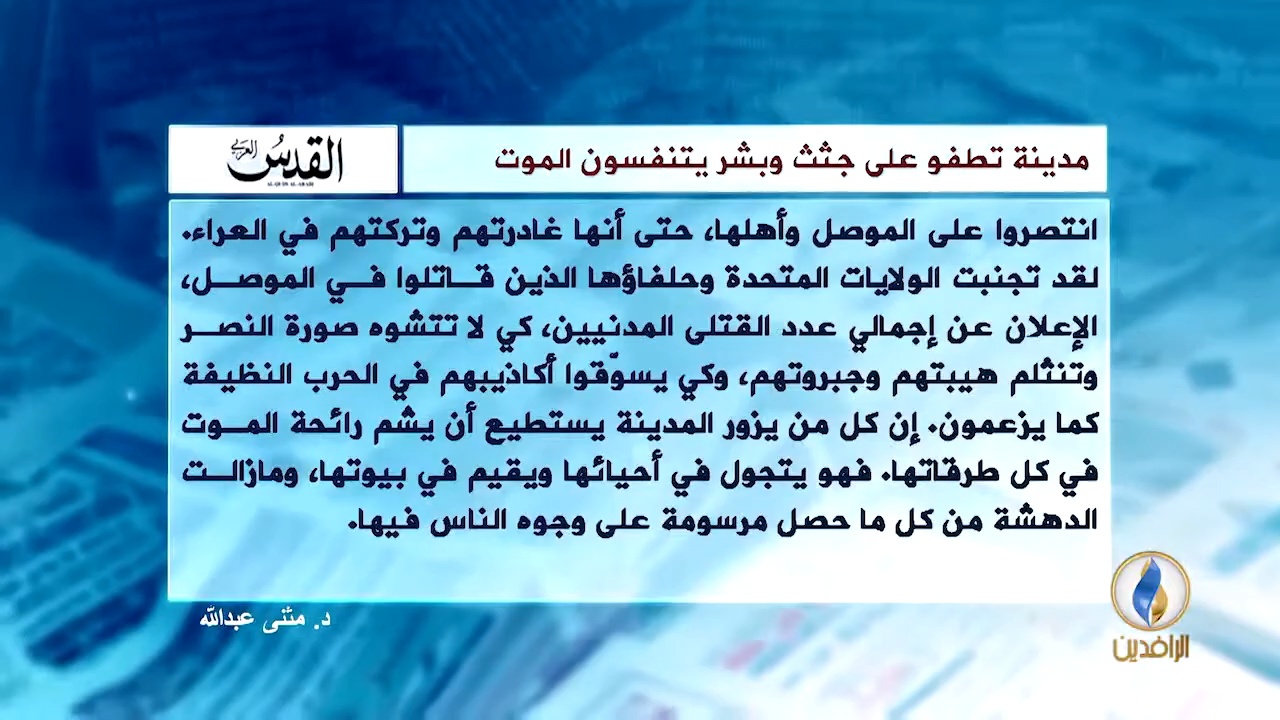 مدينة تطفو على جثث وبشر يتنفسون الموت
القدس العربي
AL-QUDS AL-ARABI
انتصروا على الموصل وأهلها، حتى أنها غادرتهم وتركتهم في العراء.
لقد تجنبت الولايات المتحدة وحلفاؤها الذين قاتلوا في الموصل،
الإعلان عن إجمالي عدد القتلى المدنيين، كي لا تتشوه صورة النصر
وتنثلم هيبتهم وجبروتهم، وكي يسوّقوا أكاذيبهم في الحرب النظيفة
كما يزعمون. إن كل من يزور المدينة يستطيع أن يشم رائحة الموت
في كل طرقاتها. فهو يتجول في أحيائها ويقيم في بيوتها، ومازالت
الدهشة من كل ما حصل مرسومة على وجوه الناس فيها.
د. مثنى عبدالله
الرافدين